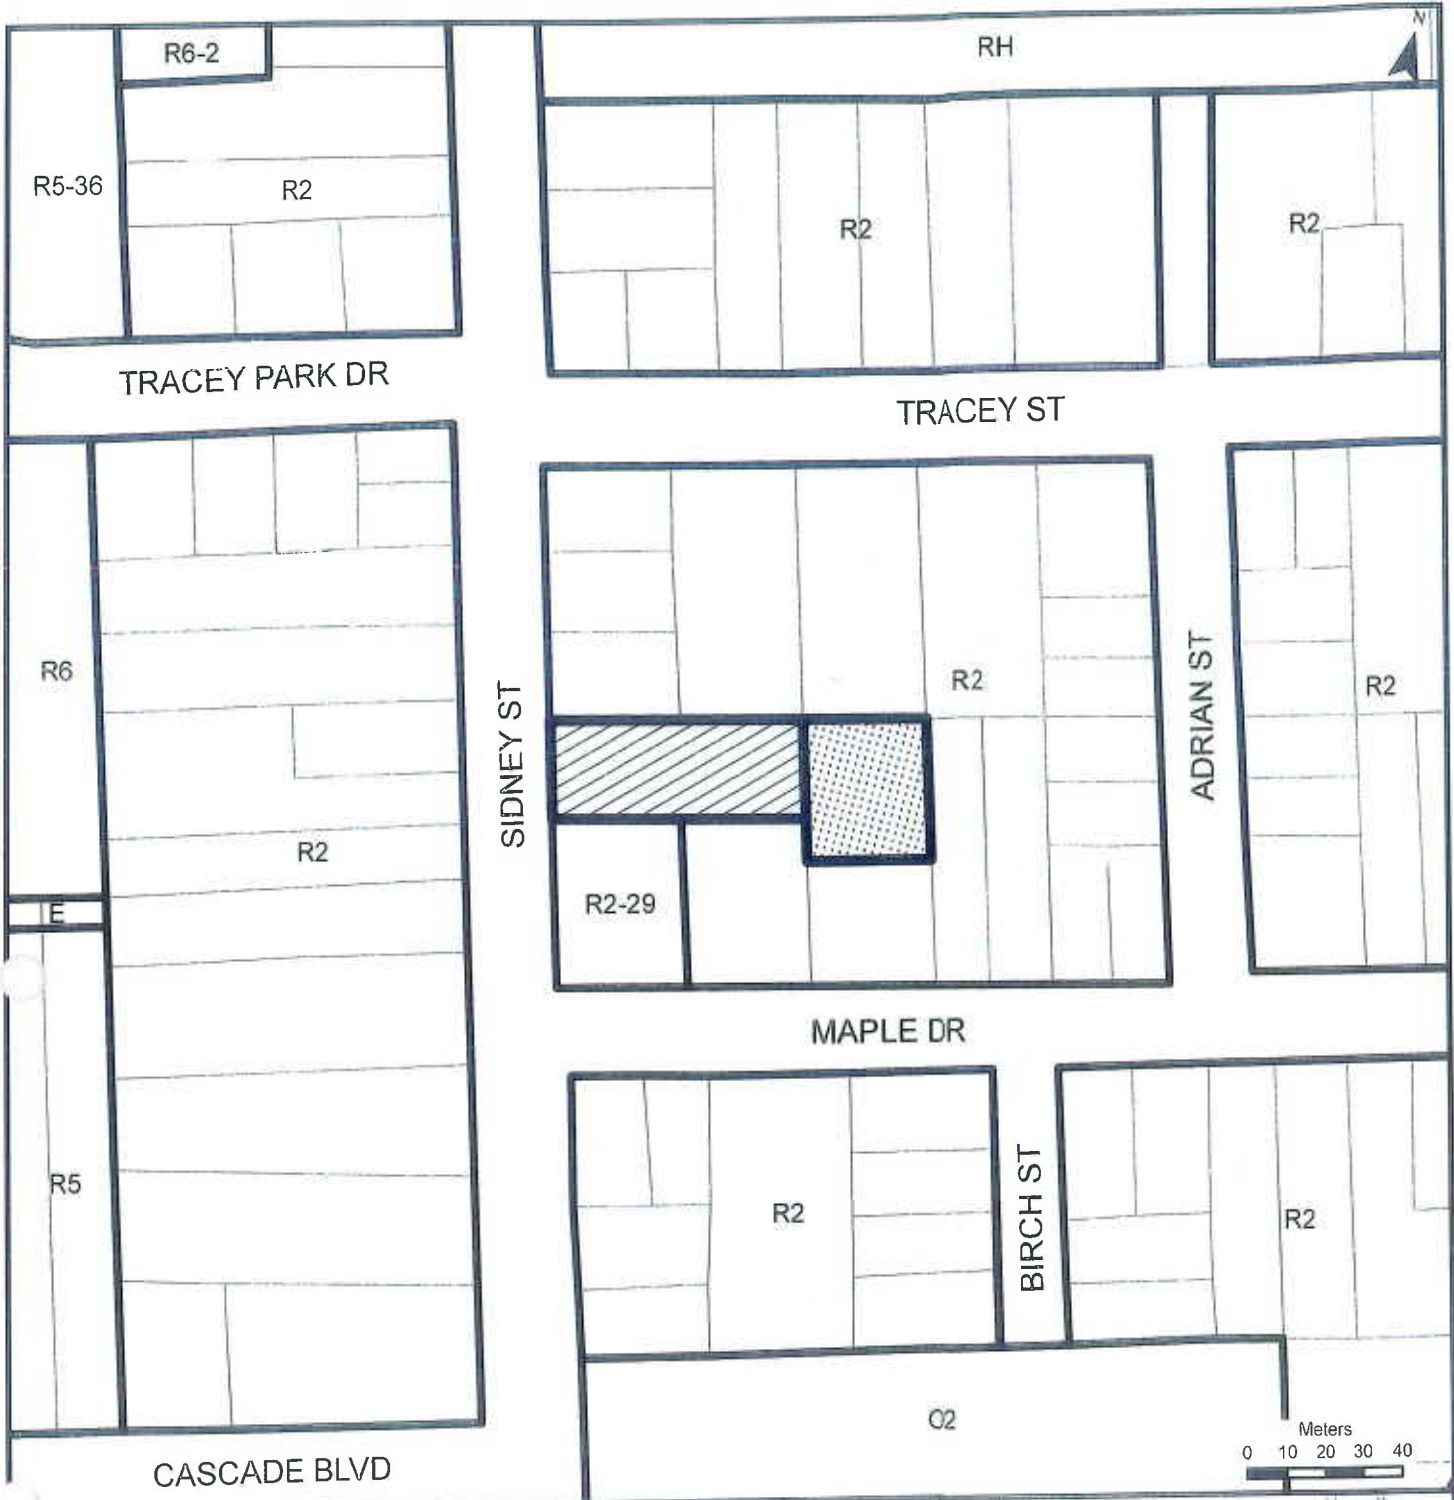 N
R6-2
RH
R5-36
R2
R2
R2
TRACEY PARK DR
TRACEY ST
R6
SIDNEY ST
R2
ADRIAN ST
R2
R2
R2-29
E
MAPLE DR
R5
R2
BIRCH ST
R2
O2
Meters
0 10 20 30 40
CASCADE BLVD